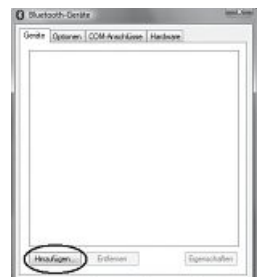 Bluetooth-Geräte
Geräte Optionen COM-Anschlüsse Hardware
Hinzufügen... Entfernen Eigenschaften